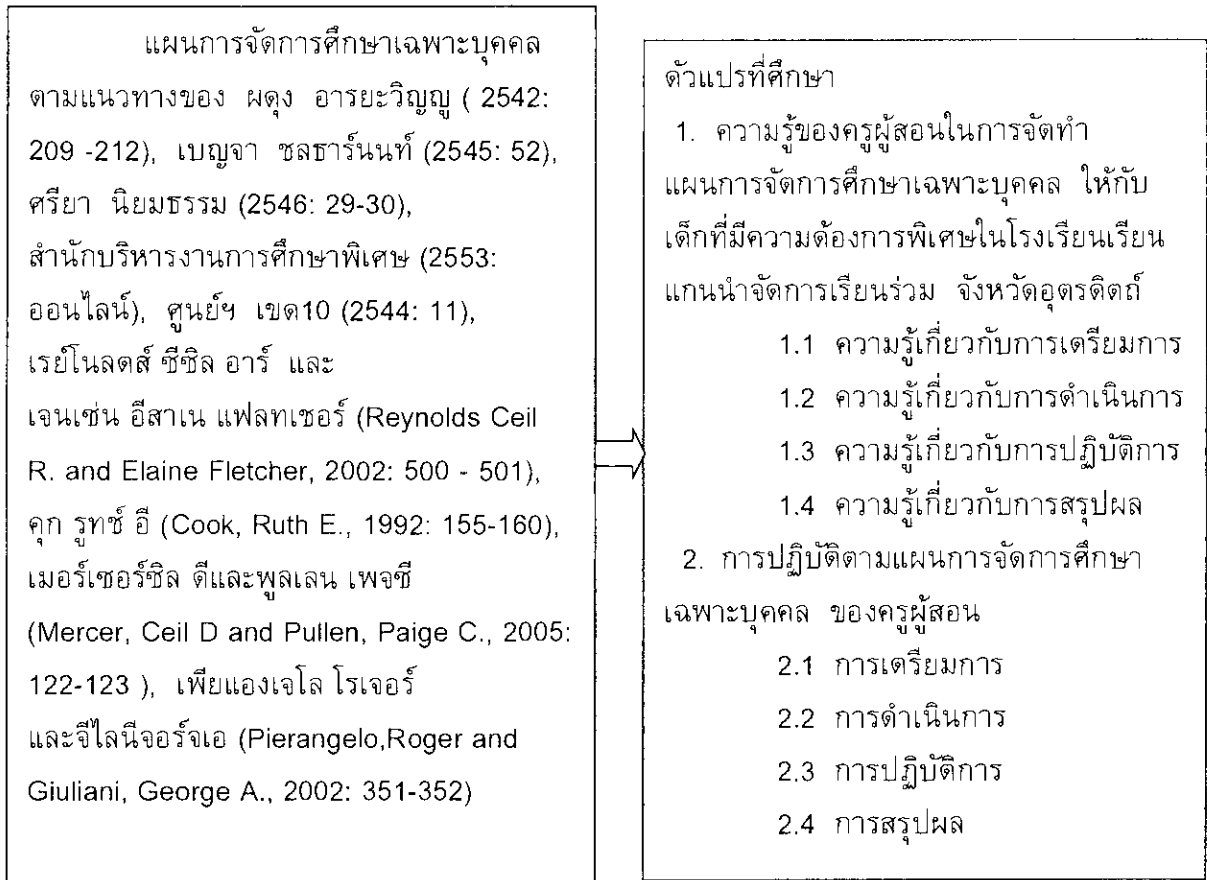 แผนการจัดการศึกษาเฉพาะบุคคล
ตามแนวทางของ ผดุง อารยะวิญญู ( 2542:
209 -212), เบญจา ชลธาร์นนท์ (2545: 52),
ศรียา นิยมธรรม (2546: 29-30),
สำนักบริหารงานการศึกษาพิเศษ (2553:
ออนไลน์), ศูนย์ฯ เขต10 (2544: 11),
เรย์โนลดส์ ซีซิล อาร์ และ
เจนเซ่น อีลาเน แฟลทเชอร์ (Reynolds Ceil
R. and Elaine Fletcher, 2002: 500 - 501),
คุก รูทซ์ อี (Cook, Ruth E., 1992: 155-160),
เมอร์เซอร์ซิล ดีและพูลเลน เพจซี
(Mercer, Ceil D and Pullen, Paige C., 2005:
122-123 ), เพียแองเจโล โรเจอร์
และจีไลนีจอร์จเอ (Pierangelo,Roger and
Giuliani, George A., 2002: 351-352)
ตัวแปรที่ศึกษา
1. ความรู้ของครูผู้สอนในการจัดทำ
แผนการจัดการศึกษาเฉพาะบุคคล ให้กับ
เด็กที่มีความต้องการพิเศษในโรงเรียนเรียน
แกนนำจัดการเรียนร่วม จังหวัดอุตรดิตถ์
1.1 ความรู้เกี่ยวกับการเตรียมการ
1.2 ความรู้เกี่ยวกับการดำเนินการ
1.3 ความรู้เกี่ยวกับการปฏิบัติการ
1.4 ความรู้เกี่ยวกับการสรุปผล
2. การปฏิบัติตามแผนการจัดการศึกษา
เฉพาะบุคคล ของครูผู้สอน
2.1 การเตรียมการ
2.2 การดำเนินการ
2.3 การปฏิบัติการ
2.4 การสรุปผล